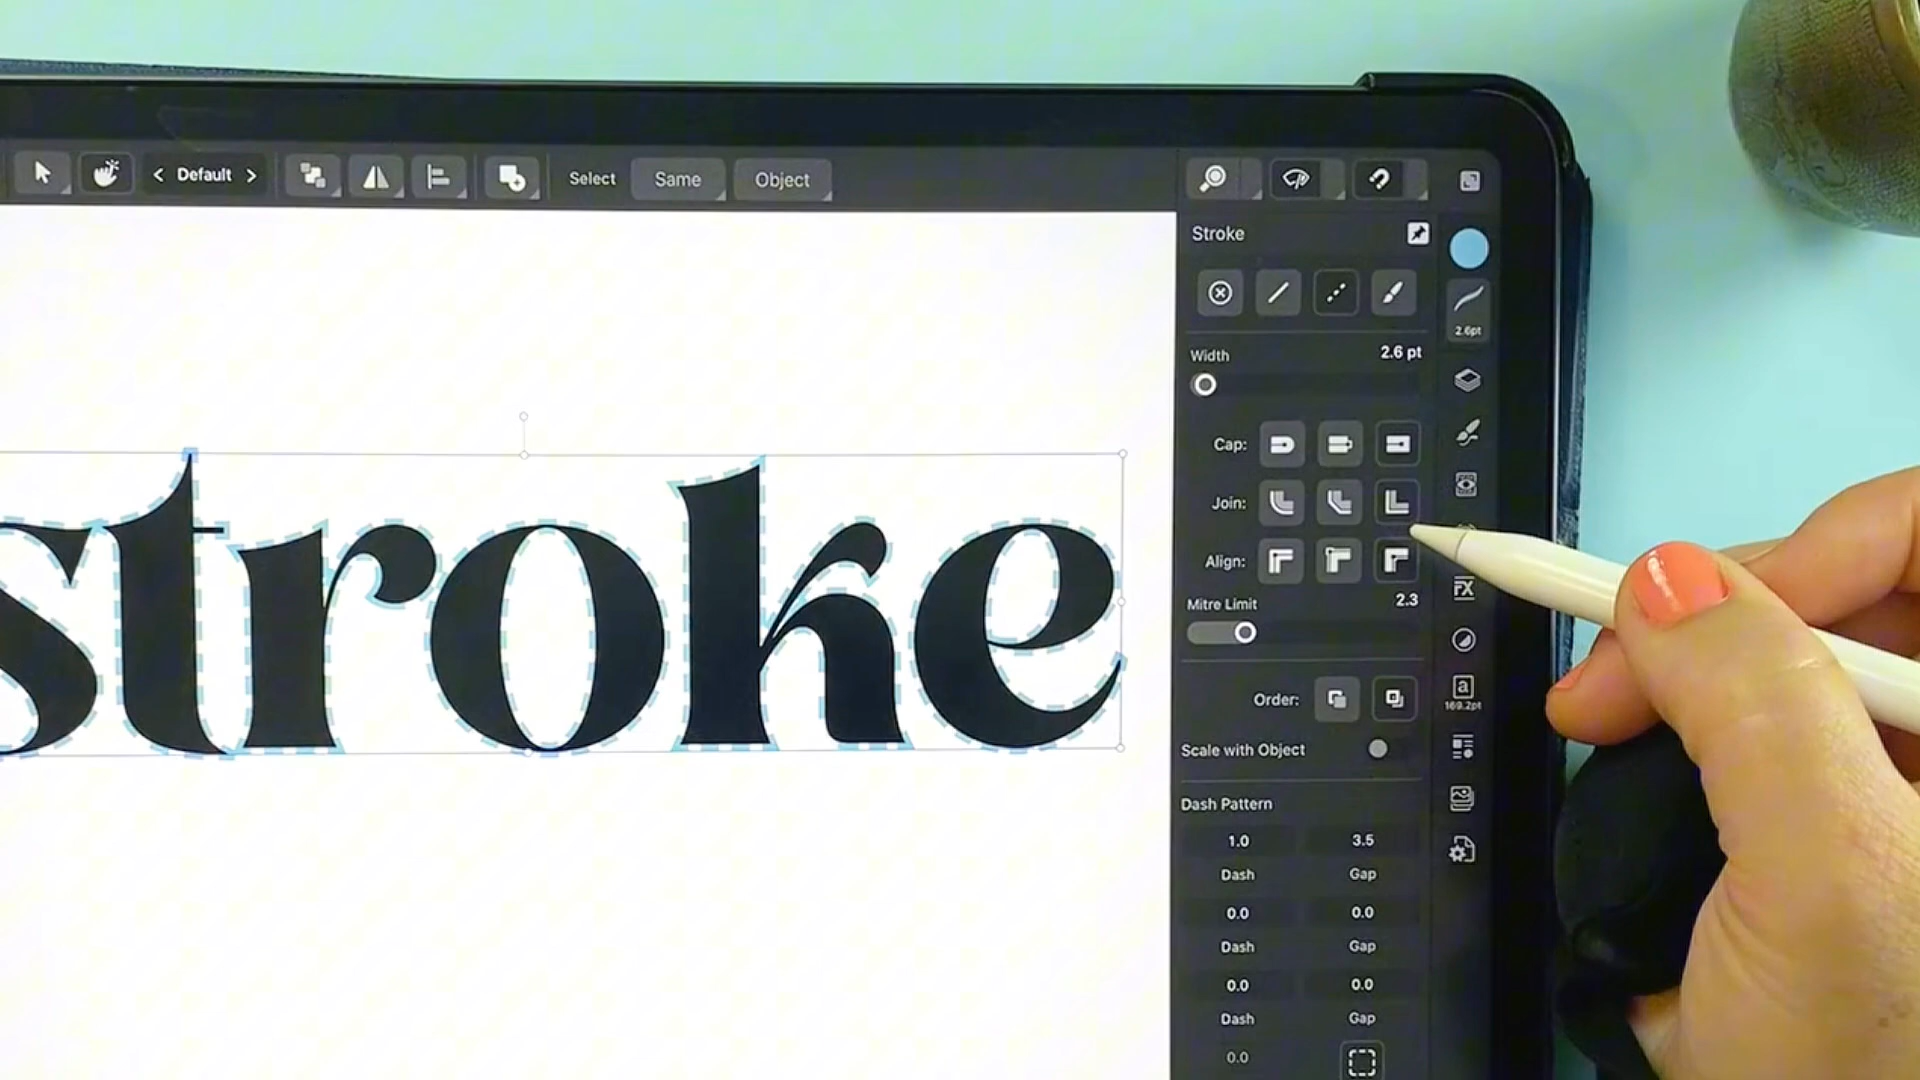 < Default >
Select
Same
Object
Stroke
2.6pt
Width 2.6 pt
Cap:
Join:
Align:
Mitre Limit 2.3
FX
Order:
a
169.2pt
Scale with Object
Dash Pattern
1.0 3.5
Dash Gap
0.0 0.0
Dash Gap
0.0 0.0
Dash Gap
0.0
stroke